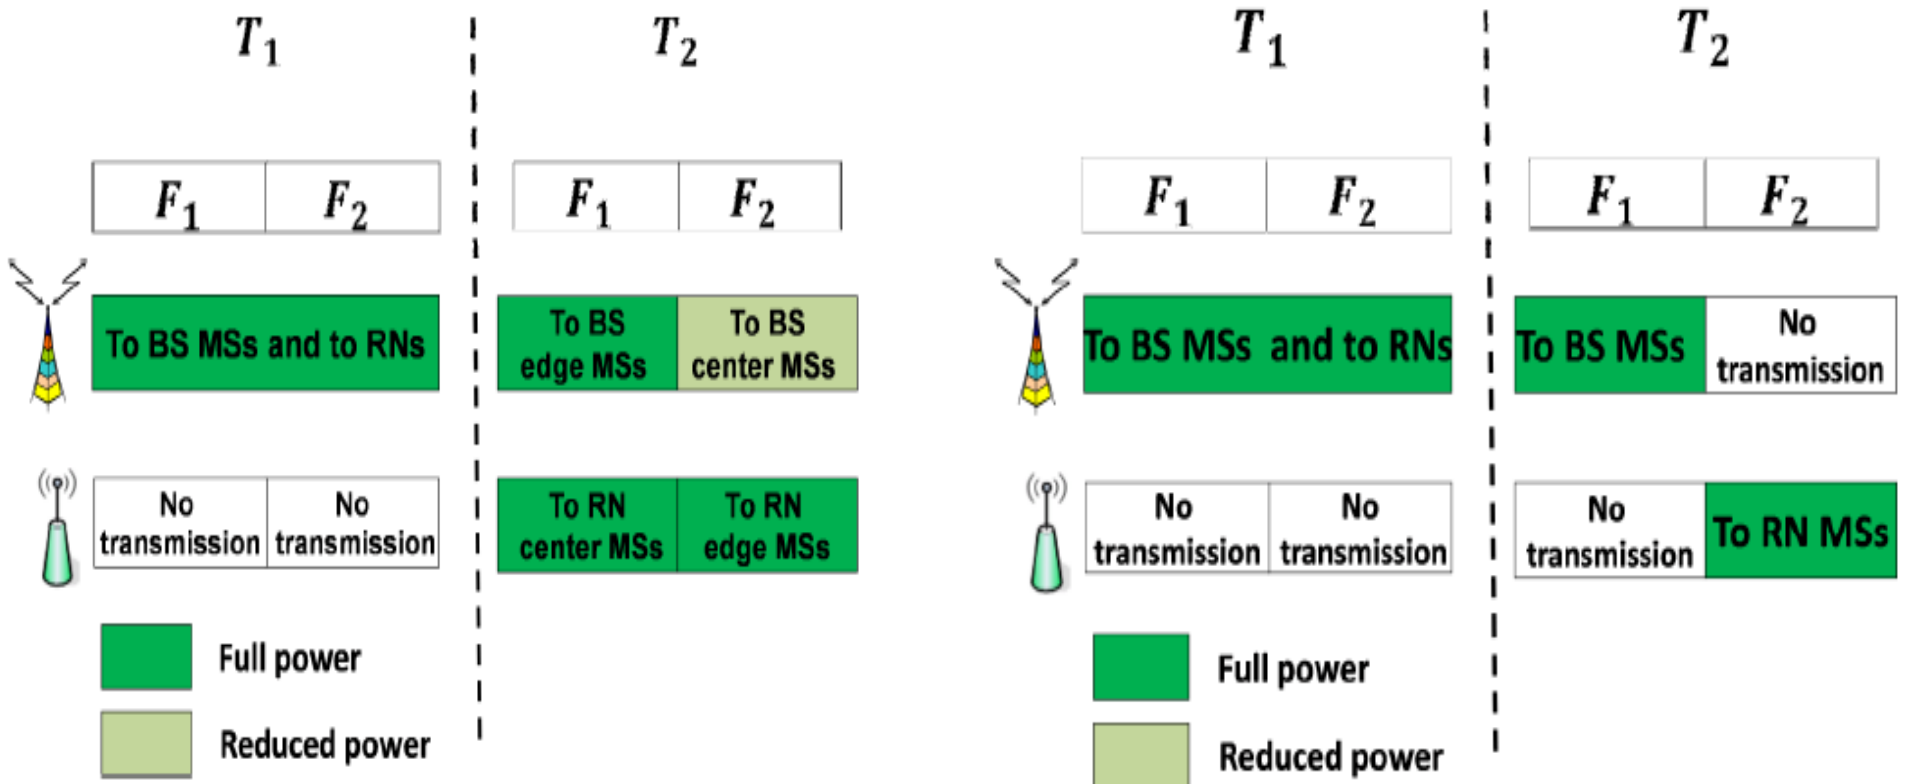 T1 T2 T1 T2
F1 F2 F1 F2 F1 F2 F1 F2
To BS MSs and to RNs
To BS
edge MSs
To BS
center MSs
To BS MSs and to RNs
To BS MSs
No
transmission
No
transmission
No
transmission
To RN
center MSs
To RN
edge MSs
No
transmission
No
transmission
No
transmission
To RN MSs
Full power
Full power
Reduced power
Reduced power